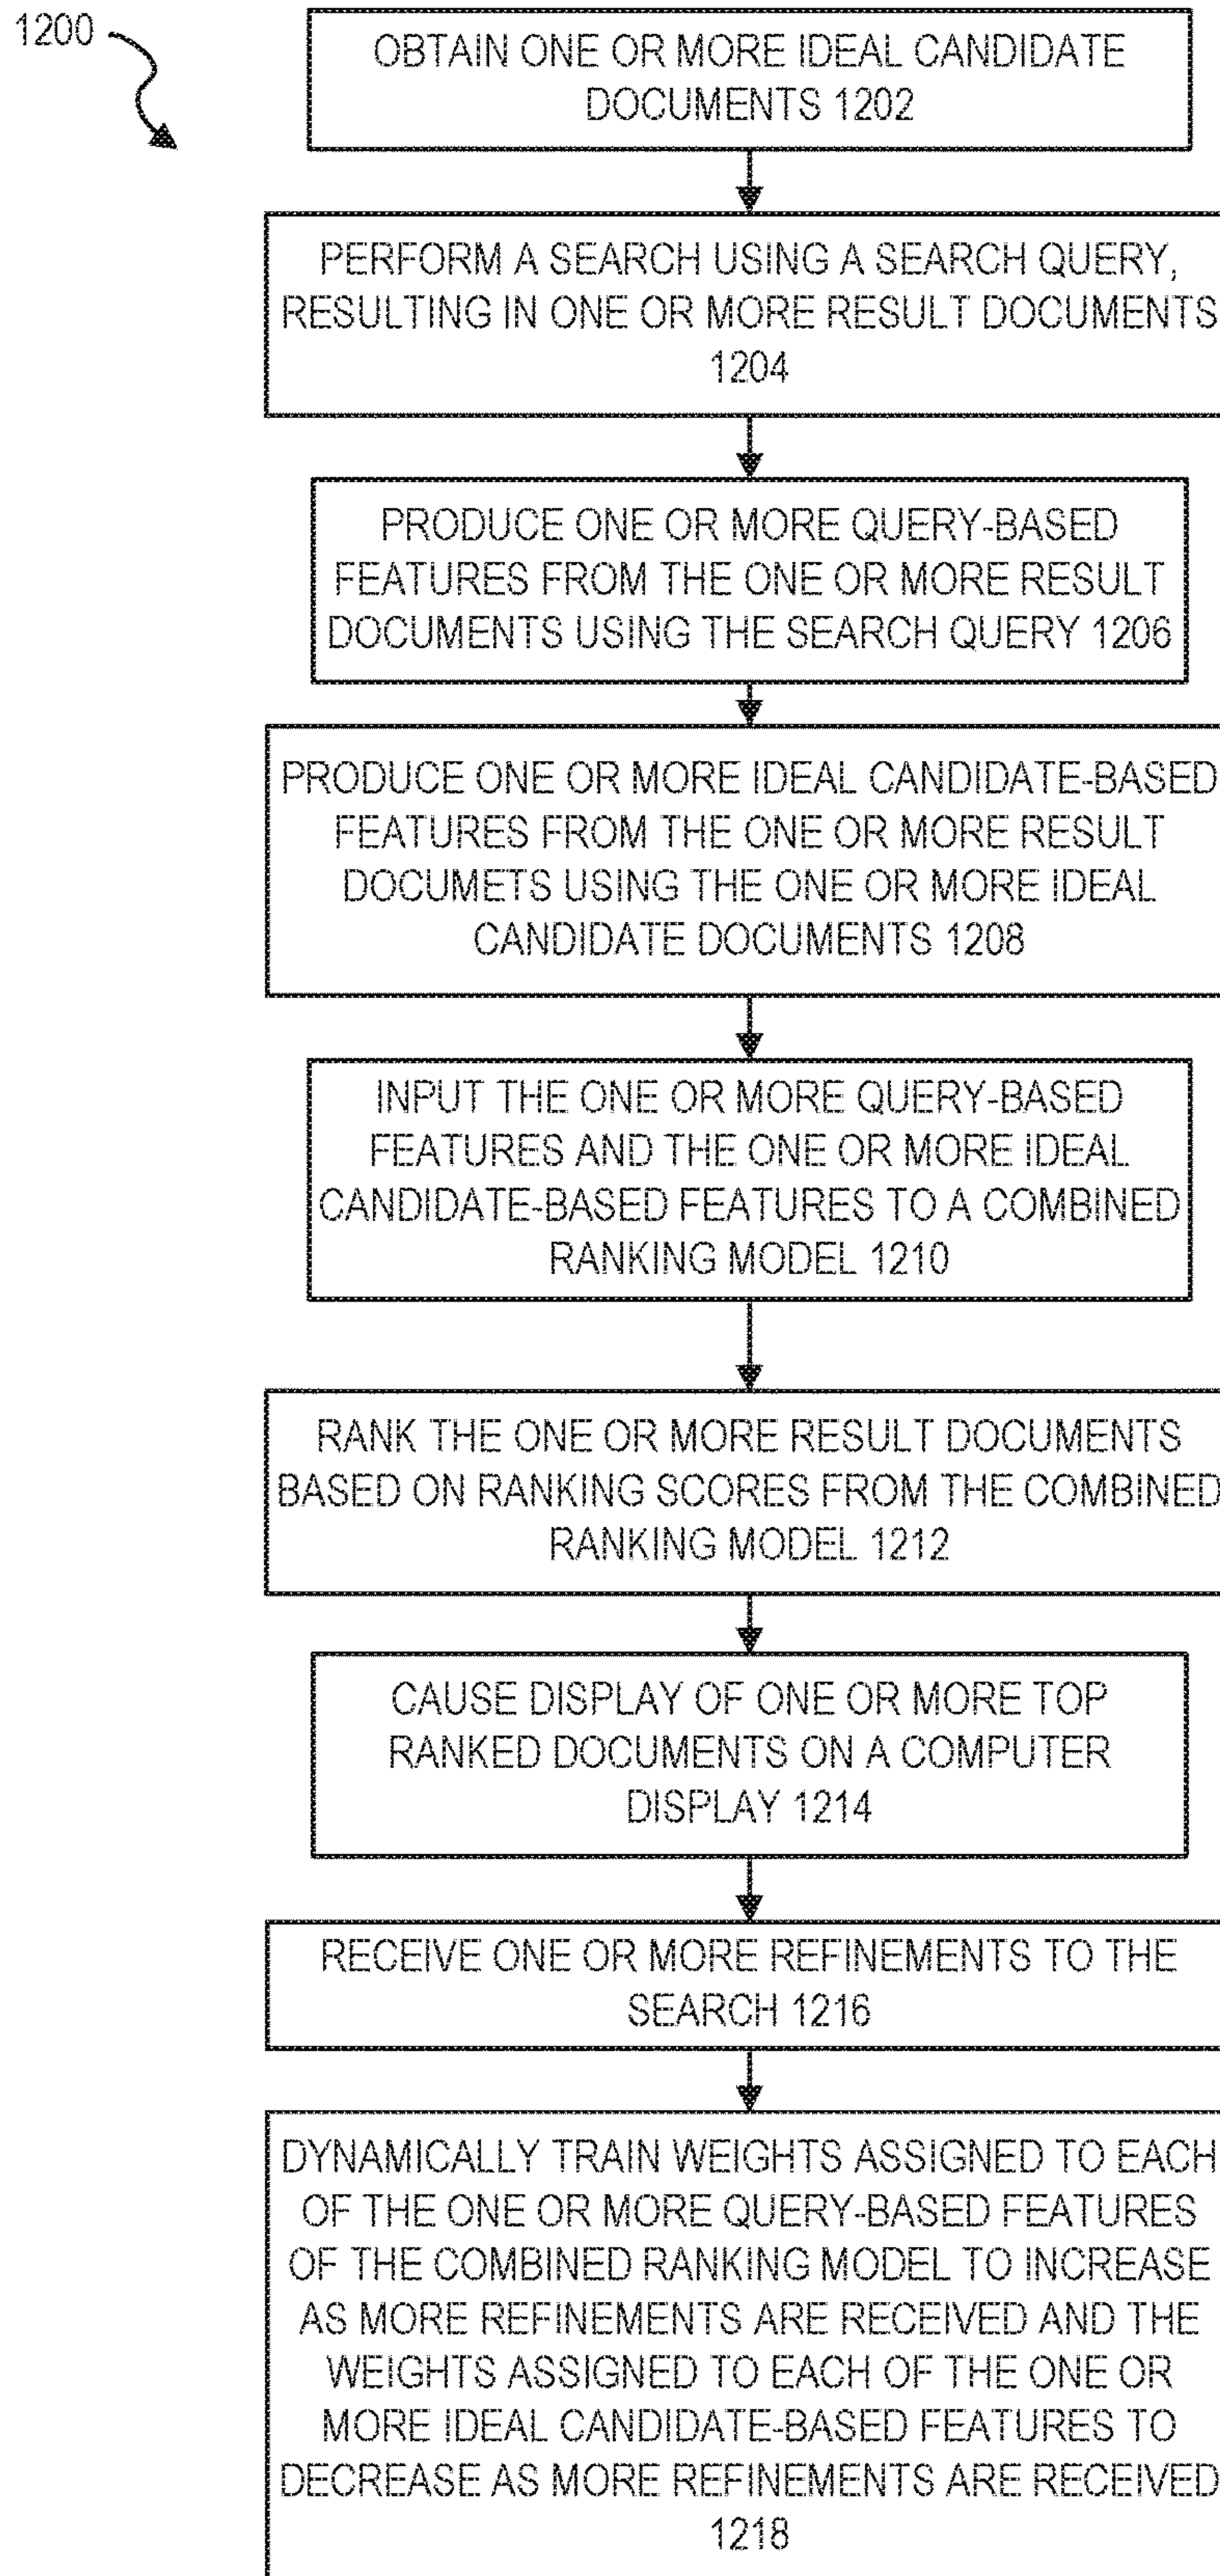 1200
OBTAIN ONE OR MORE IDEAL CANDIDATE
DOCUMENTS 1202
PERFORM A SEARCH USING A SEARCH QUERY,
RESULTING IN ONE OR MORE RESULT DOCUMENTS
1204
PRODUCE ONE OR MORE QUERY-BASED
FEATURES FROM THE ONE OR MORE RESULT
DOCUMENTS USING THE SEARCH QUERY 1206
PRODUCE ONE OR MORE IDEAL CANDIDATE-BASED
FEATURES FROM THE ONE OR MORE RESULT
DOCUMETS USING THE ONE OR MORE IDEAL
CANDIDATE DOCUMENTS 1208
INPUT THE ONE OR MORE QUERY-BASED
FEATURES AND THE ONE OR MORE IDEAL
CANDIDATE-BASED FEATURES TO A COMBINED
RANKING MODEL 1210
RANK THE ONE OR MORE RESULT DOCUMENTS
BASED ON RANKING SCORES FROM THE COMBINED
RANKING MODEL 1212
CAUSE DISPLAY OF ONE OR MORE TOP
RANKED DOCUMENTS ON A COMPUTER
DISPLAY 1214
RECEIVE ONE OR MORE REFINEMENTS TO THE
SEARCH 1216
DYNAMICALLY TRAIN WEIGHTS ASSIGNED TO EACH
OF THE ONE OR MORE QUERY-BASED FEATURES
OF THE COMBINED RANKING MODEL TO INCREASE
AS MORE REFINEMENTS ARE RECEIVED AND THE
WEIGHTS ASSIGNED TO EACH OF THE ONE OR
MORE IDEAL CANDIDATE-BASED FEATURES TO
DECREASE AS MORE REFINEMENTS ARE RECEIVED
1218